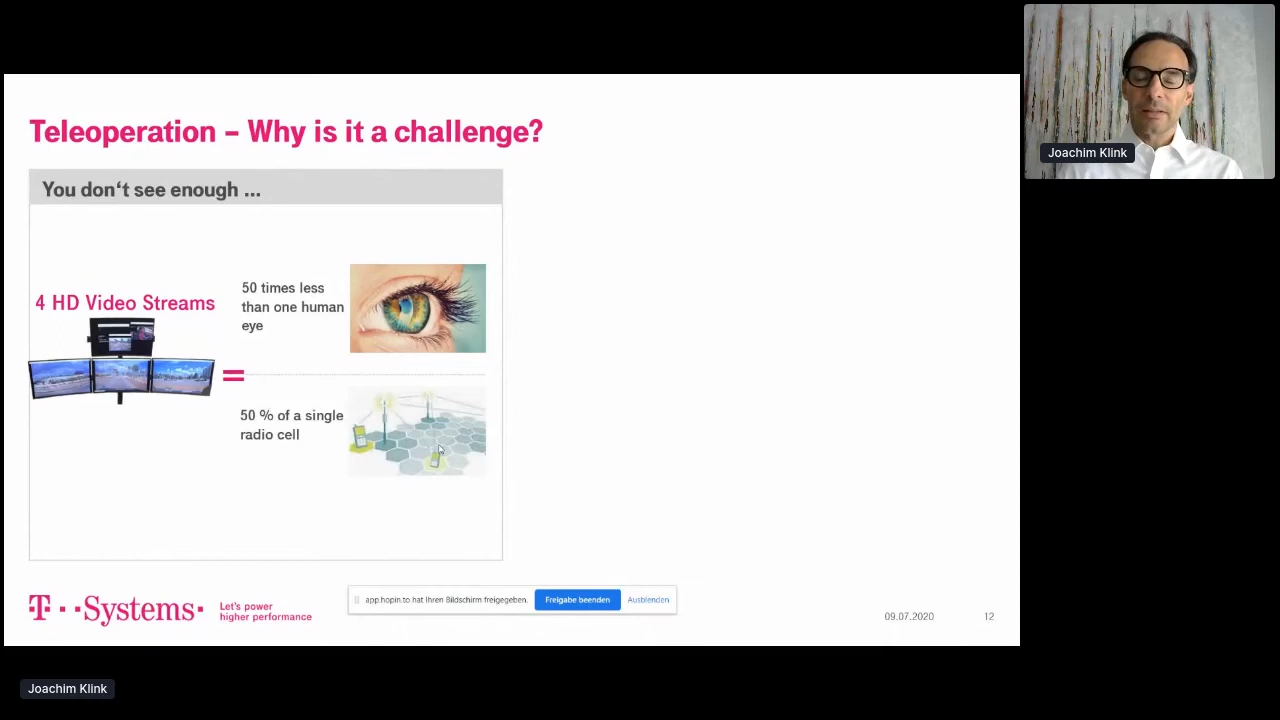 Teleoperation – Why is it a challenge?
You don‘t see enough ...
4 HD Video Streams
=
50 times less
than one human
eye
50 % of a single
radio cell
T · · Systems ·
Let's power
higher performance
app.hopin.to hat Ihren Bildschirm freigegeben.
Freigabe beenden
Ausblenden
09.07.2020
12
Joachim Klink
Joachim Klink